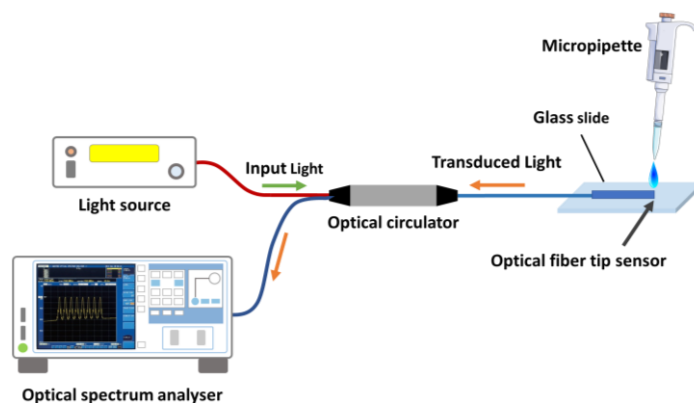 Micropipette
Glass slide
Input Light
Transduced Light
Light source
Optical circulator
Optical fiber tip sensor
Optical spectrum analyser